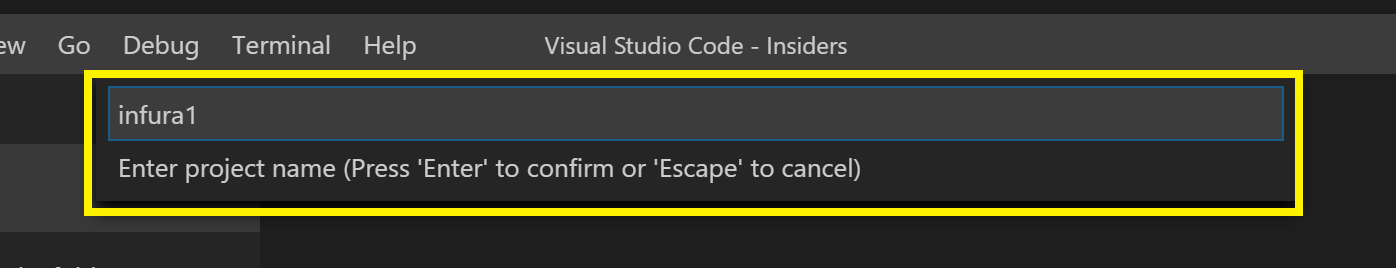 Go Debug Terminal Help Visual Studio Code - Insiders
infura1
Enter project name (Press 'Enter' to confirm or 'Escape' to cancel)